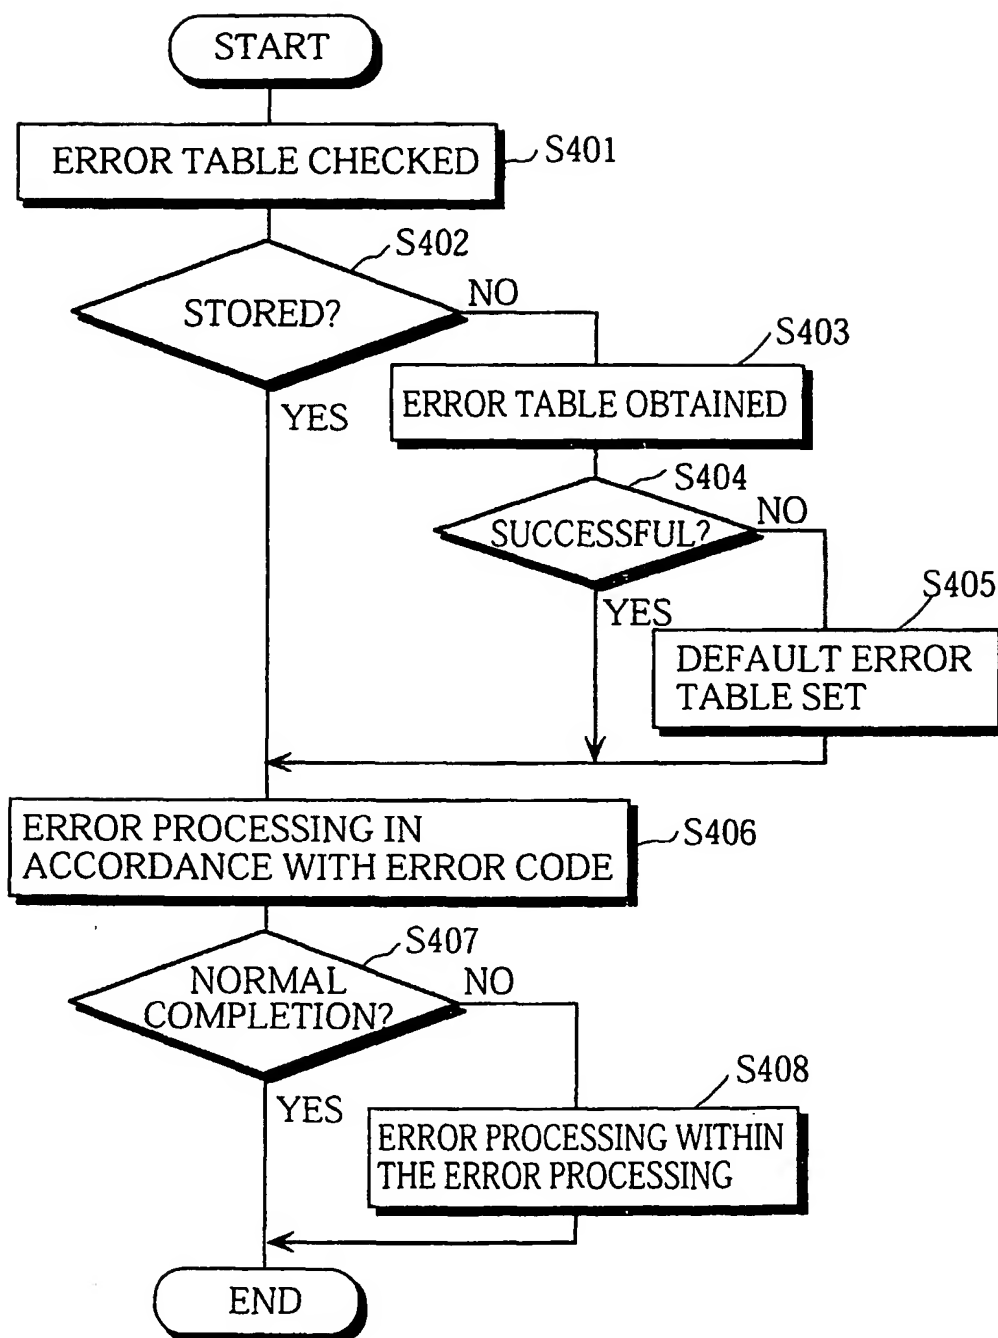 START
ERROR TABLE CHECKED
S401
S402
STORED?
NO
YES
S403
ERROR TABLE OBTAINED
S404
SUCCESSFUL?
NO
YES
S405
DEFAULT ERROR
TABLE SET
ERROR PROCESSING IN
ACCORDANCE WITH ERROR CODE
S406
S407
NORMAL
COMPLETION?
NO
YES
S408
ERROR PROCESSING WITHIN
THE ERROR PROCESSING
END